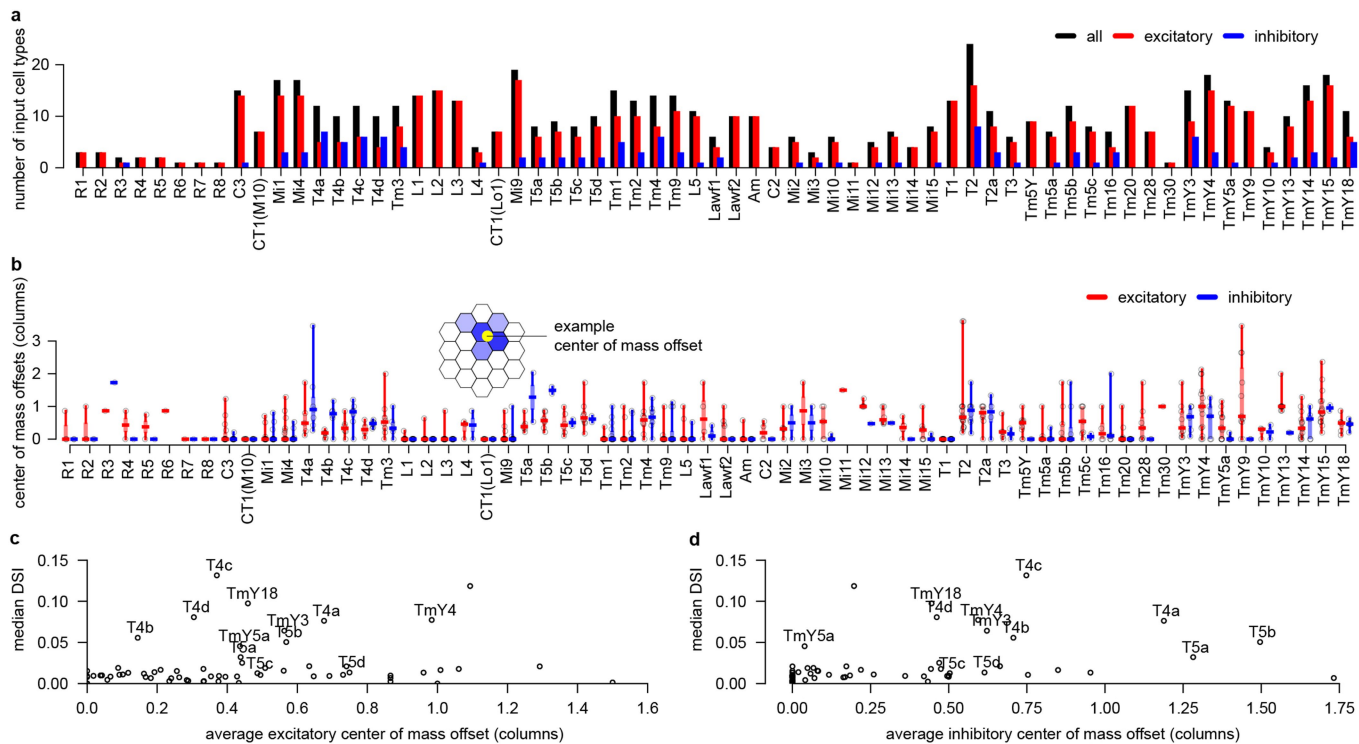 a
number of input cell types
all excitatory inhibitory
20
10
0
R1 R2 R3 R4 R5 R6 R7 R8 C3 CT1(M10) Mi1 Mi4 T4a T4b T4c T4d Tm3 L1 L2 L3 L4 CT1(Lo1) Mi9 T5a T5b T5c T5d Tm1 Tm2 Tm4 Tm9 L5 Lawf1 Lawf2 Am C2 Mi2 Mi3 Mi10 Mi11 Mi12 Mi13 Mi14 Mi15 T1 T2 T2a T3 Tm5Y Tm5a Tm5b Tm5c Tm16 Tm20 Tm28 Tm30 TmY3 TmY4 TmY5a TmY9 TmY10 TmY13 TmY14 TmY15 TmY18
b
center of mass offsets (columns)
excitatory inhibitory
example
center of mass offset
3
2
1
0
R1 R2 R3 R4 R5 R6 R7 R8 C3 CT1(M10) Mi1 Mi4 T4a T4b T4c T4d Tm3 L1 L2 L3 L4 CT1(Lo1) Mi9 T5a T5b T5c T5d Tm1 Tm2 Tm4 Tm9 L5 Lawf1 Lawf2 Am C2 Mi2 Mi3 Mi10 Mi11 Mi12 Mi13 Mi14 Mi15 T1 T2 T2a T3 Tm5Y Tm5a Tm5b Tm5c Tm16 Tm20 Tm28 Tm30 TmY3 TmY4 TmY5a TmY9 TmY10 TmY13 TmY14 TmY15 TmY18
c
median DSI
0.15
0.10
0.05
0.00
T4c
TmY18
T4d
T4a
TmY4
TmY3
T4b
TmY5a T5b
T5a
T5c
T5d
0.0 0.2 0.4 0.6 0.8 1.0 1.2 1.4 1.6
average excitatory center of mass offset (columns)
d
median DSI
0.15
0.10
0.05
0.00
T4c
TmY18
T4d
TmY4
T4a
TmY3
T4b
TmY5a
T5b
T5a
T5c
T5d
0.00 0.25 0.50 0.75 1.00 1.25 1.50 1.75
average inhibitory center of mass offset (columns)